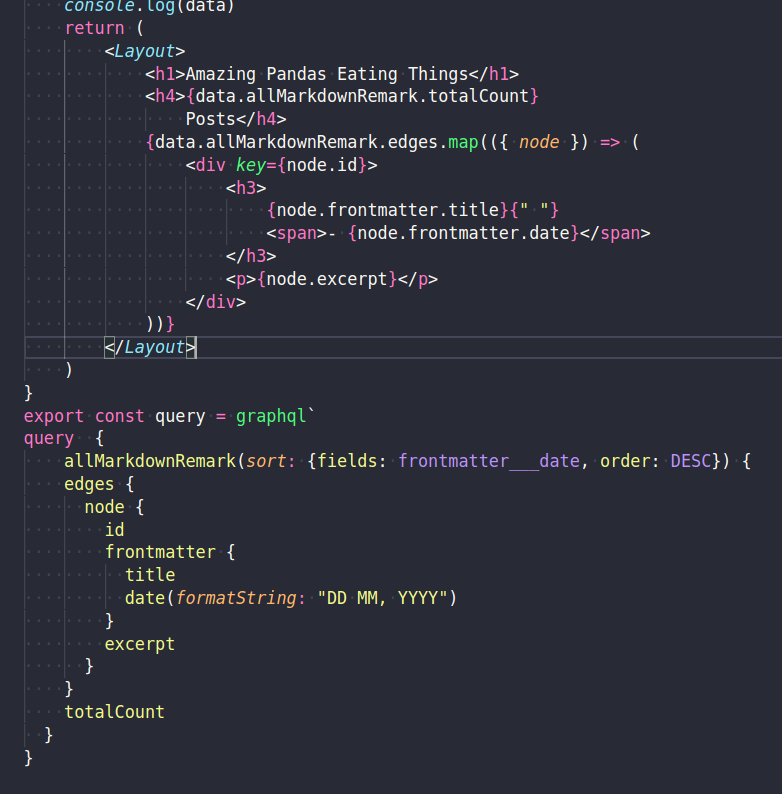 console.log(data)
    return (
        <Layout>
            <h1>Amazing Pandas Eating Things</h1>
            <h4>{data.allMarkdownRemark.totalCount}
                Posts</h4>
            {data.allMarkdownRemark.edges.map(({ node }) => (
                <div key={node.id}>
                    <h3>
                        {node.frontmatter.title}{" "}
                        <span>- {node.frontmatter.date}</span>
                    </h3>
                    <p>{node.excerpt}</p>
                </div>
            ))}
        </Layout>
    )
}
export const query = graphql`
query  {
    allMarkdownRemark(sort: {fields: frontmatter___date, order: DESC}) {
    edges {
      node {
        id
        frontmatter {
          title
          date(formatString: "DD MM, YYYY")
        }
        excerpt
      }
    }
    totalCount
  }
}